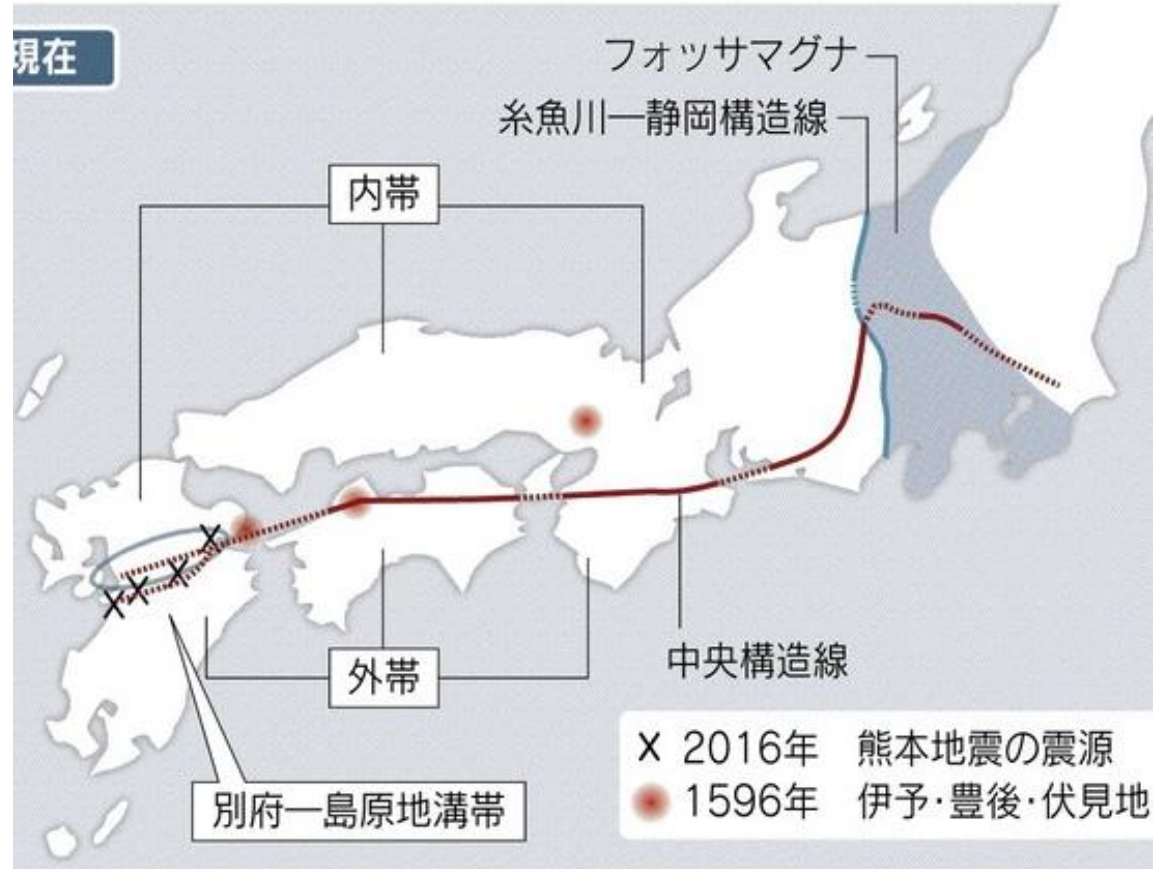 現在
フォッサマグナ
糸魚川―静岡構造線
内帯
外帯
中央構造線
別府―島原地溝帯
X 2016年 熊本地震の震源
1596年 伊予・豊後・伏見地